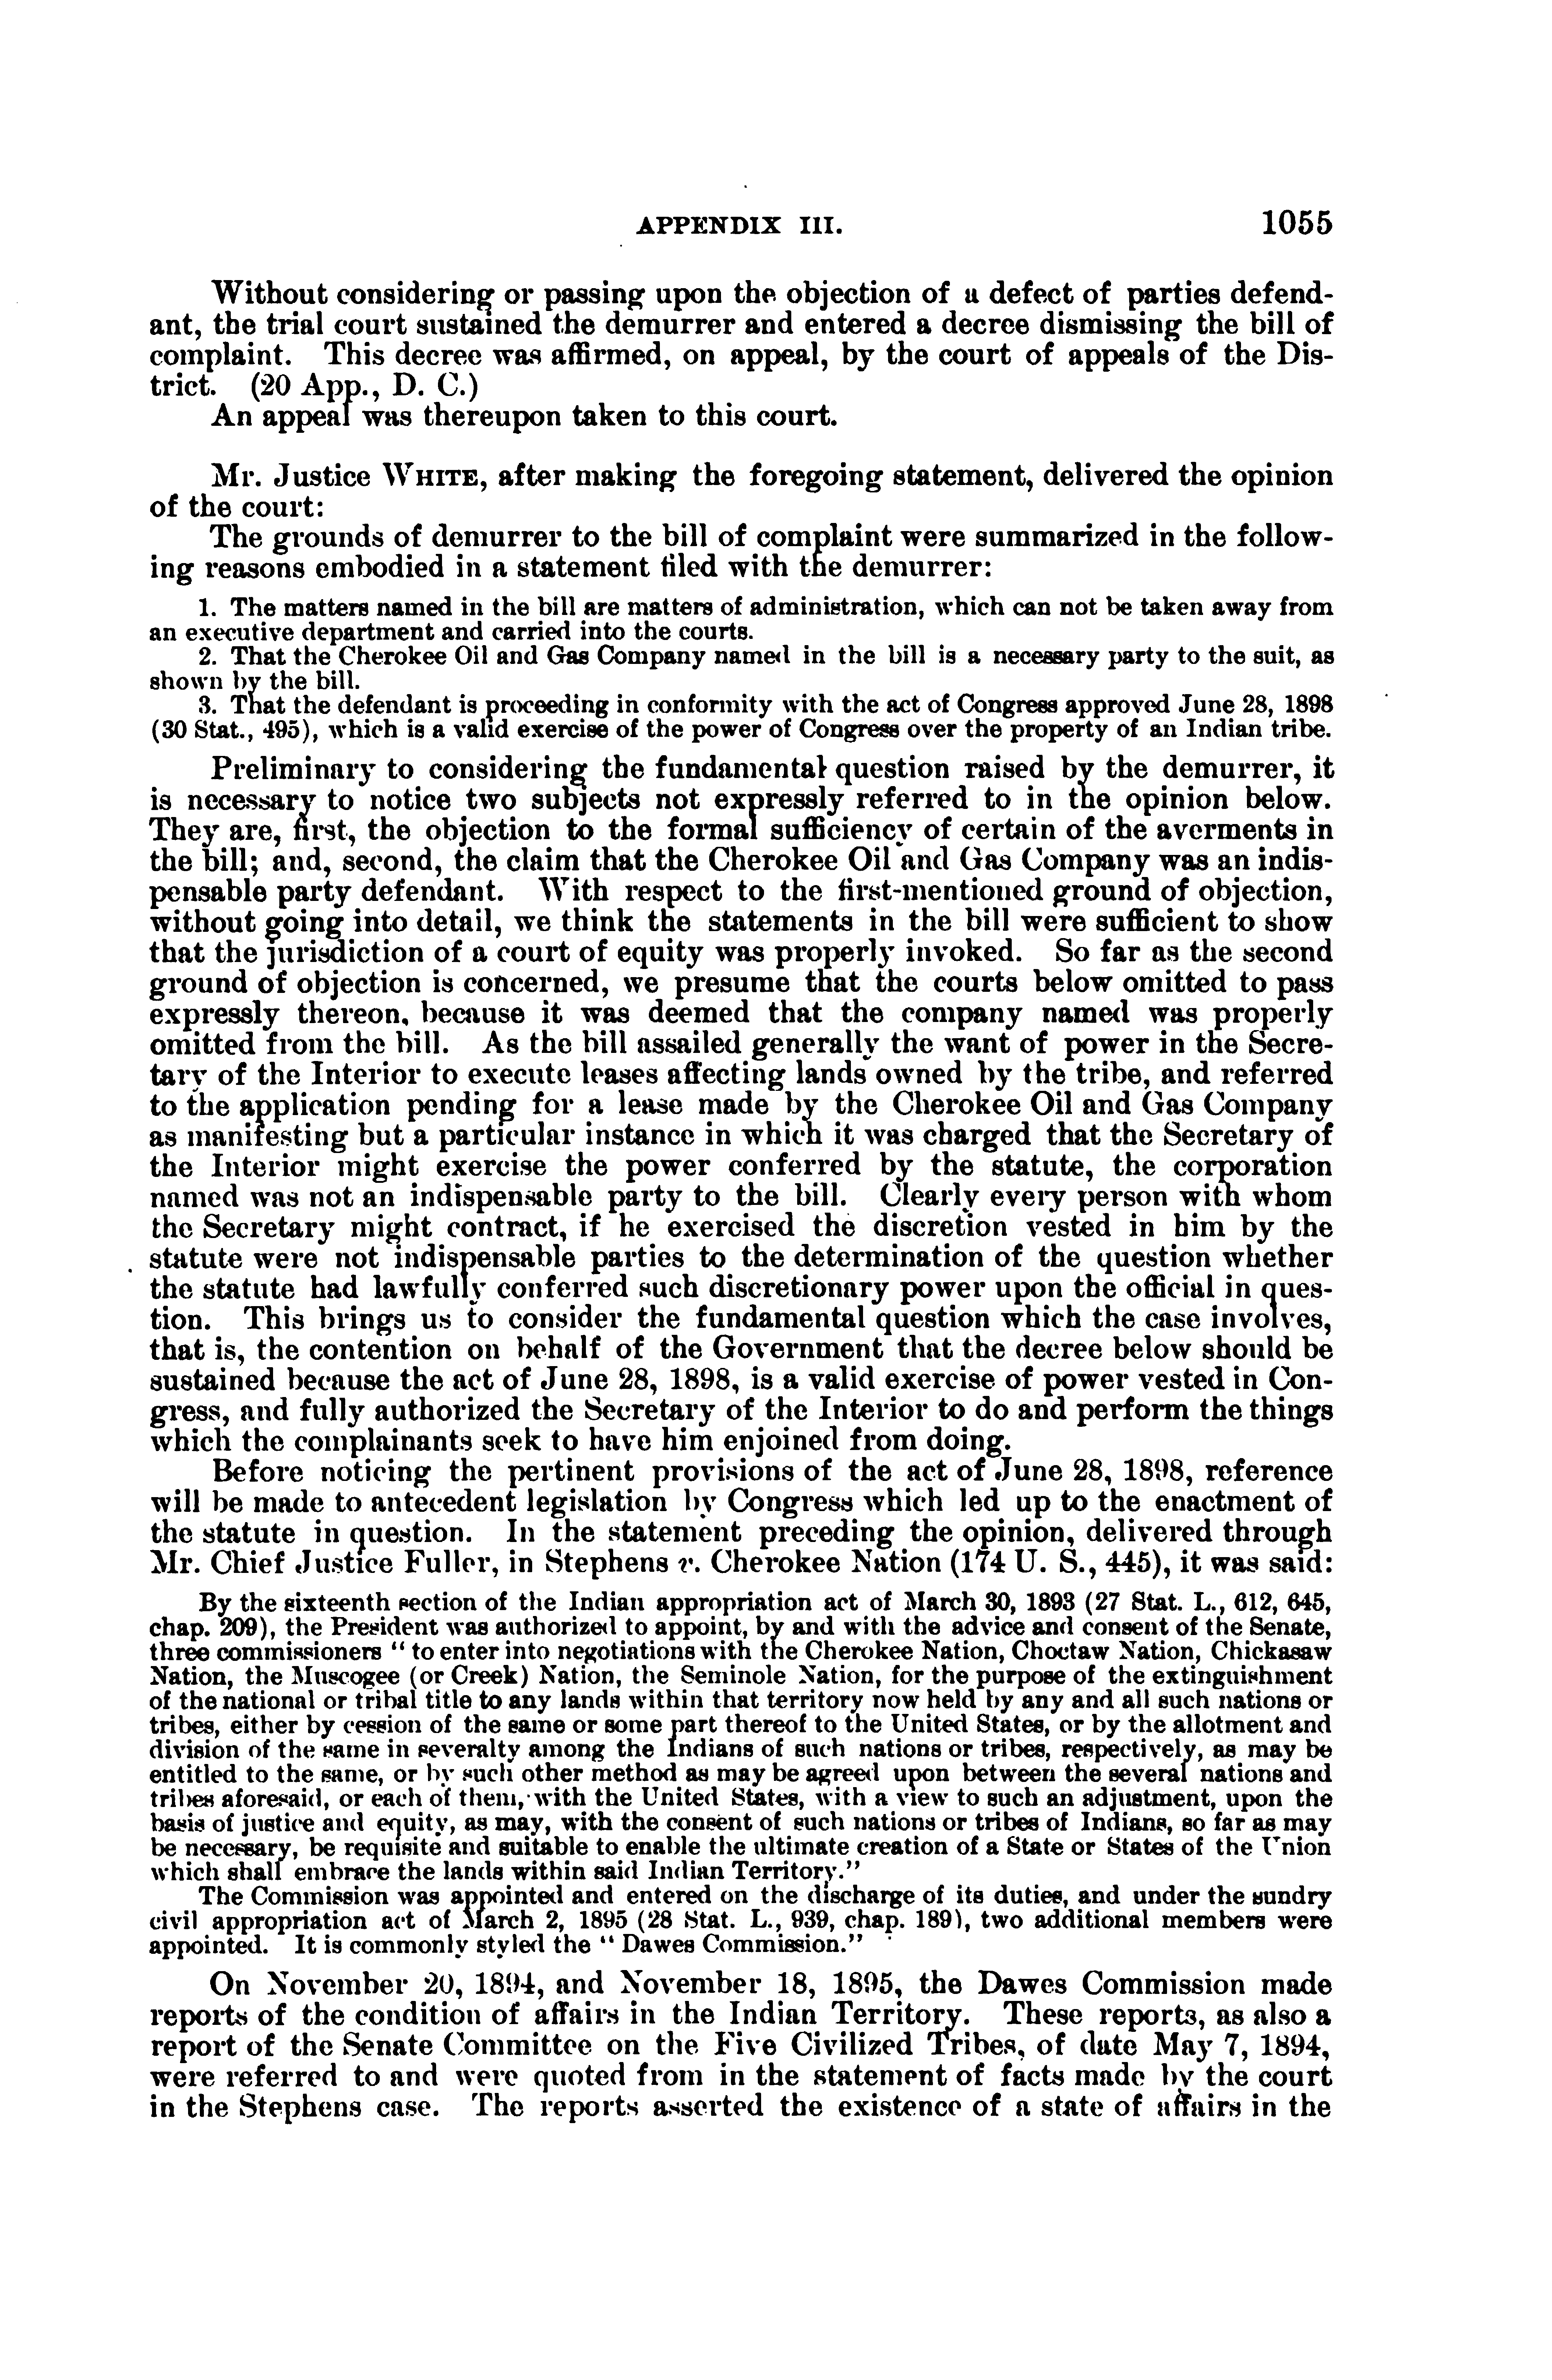 APPENDIX III. 1055
Without considering or passing upon the objection of a defect of parties defend-
ant, the trial court sustained the demurrer and entered a decree dismissing the bill of
complaint. This decree was affirmed, on appeal, by the court of appeals of the Dis-
trict. (20 App., D. C.)
An appeal was thereupon taken to this court.
Mr. Justice WHITE, after making the foregoing statement, delivered the opinion
of the court:
The grounds of demurrer to the bill of complaint were summarized in the follow-
ing reasons embodied in a statement filed with the demurrer:
1. The matters named in the bill are matters of administration, which can not be taken away from
an executive department and carried into the courts.
2. That the Cherokee Oil and Gas Company named in the bill is a necessary party to the suit, as
shown by the bill.
3. That the defendant is proceeding in conformity with the act of Congress approved June 28, 1898
(30 Stat., 495), which is a valid exercise of the power of Congress over the property of an Indian tribe.
Preliminary to considering the fundamental question raised by the demurrer, it
is necessary to notice two subjects not expressly referred to in the opinion below.
They are, first, the objection to the formal sufficiency of certain of the averments in
the bill; and, second, the claim that the Cherokee Oil and Gas Company was an indis-
pensable party defendant. With respect to the first-mentioned ground of objection,
without going into detail, we think the statements in the bill were sufficient to show
that the jurisdiction of a court of equity was properly invoked. So far as the second
ground of objection is concerned, we presume that the courts below omitted to pass
expressly thereon, because it was deemed that the company named was properly
omitted from the bill. As the bill assailed generally the want of power in the Secre-
tary of the Interior to execute leases affecting lands owned by the tribe, and referred
to the application pending for a lease made by the Cherokee Oil and Gas Company
as manifesting but a particular instance in which it was charged that the Secretary of
the Interior might exercise the power conferred by the statute, the corporation
named was not an indispensable party to the bill. Clearly every person with whom
the Secretary might contract, if he exercised the discretion vested in him by the
statute were not indispensable parties to the determination of the question whether
the statute had lawfully conferred such discretionary power upon the official in ques-
tion. This brings us to consider the fundamental question which the case involves,
that is, the contention on behalf of the Government that the decree below should be
sustained because the act of June 28, 1898, is a valid exercise of power vested in Con-
gress, and fully authorized the Secretary of the Interior to do and perform the things
which the complainants seek to have him enjoined from doing.
Before noticing the pertinent provisions of the act of June 28, 1898, reference
will be made to antecedent legislation by Congress which led up to the enactment of
the statute in question. In the statement preceding the opinion, delivered through
Mr. Chief Justice Fuller, in Stephens v. Cherokee Nation (174 U. S., 445), it was said:
By the sixteenth section of the Indian appropriation act of March 30, 1893 (27 Stat. L., 612, 645,
chap. 209), the President was authorized to appoint, by and with the advice and consent of the Senate,
three commissioners "to enter into negotiations with the Cherokee Nation, Choctaw Nation, Chickasaw
Nation, the Muscogee (or Creek) Nation, the Seminole Nation, for the purpose of the extinguishment
of the national or tribal title to any lands within that territory now held by any and all such nations or
tribes, either by cession of the same or some part thereof to the United States, or by the allotment and
division of the same in severalty among the Indians of such nations or tribes, respectively, as may be
entitled to the same, or by such other method as may be agreed upon between the several nations and
tribes aforesaid, or each of them, with the United States, with a view to such an adjustment, upon the
basis of justice and equity, as may, with the consent of such nations or tribes of Indians, so far as may
be necessary, be requisite and suitable to enable the ultimate creation of a State or States of the Union
which shall embrace the lands within said Indian Territory."
The Commission was appointed and entered on the discharge of its duties, and under the sundry
civil appropriation act of March 2, 1895 (28 Stat. L., 939, chap. 189), two additional members were
appointed. It is commonly styled the "Dawes Commission."
On November 20, 1894, and November 18, 1895, the Dawes Commission made
reports of the condition of affairs in the Indian Territory. These reports, as also a
report of the Senate Committee on the Five Civilized Tribes, of date May 7, 1894,
were referred to and were quoted from in the statement of facts made by the court
in the Stephens case. The reports asserted the existence of a state of affairs in the